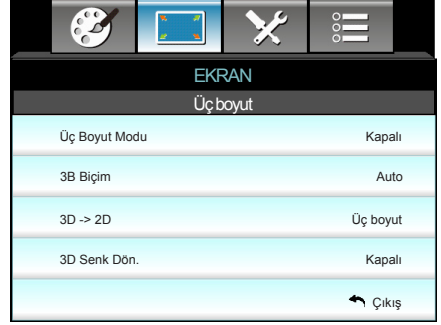 EKRAN
Üç boyut
Üç Boyut Modu Kapalı
3B Biçim Auto
3D -> 2D Üç boyut
3D Senk Dön. Kapalı
Çıkış